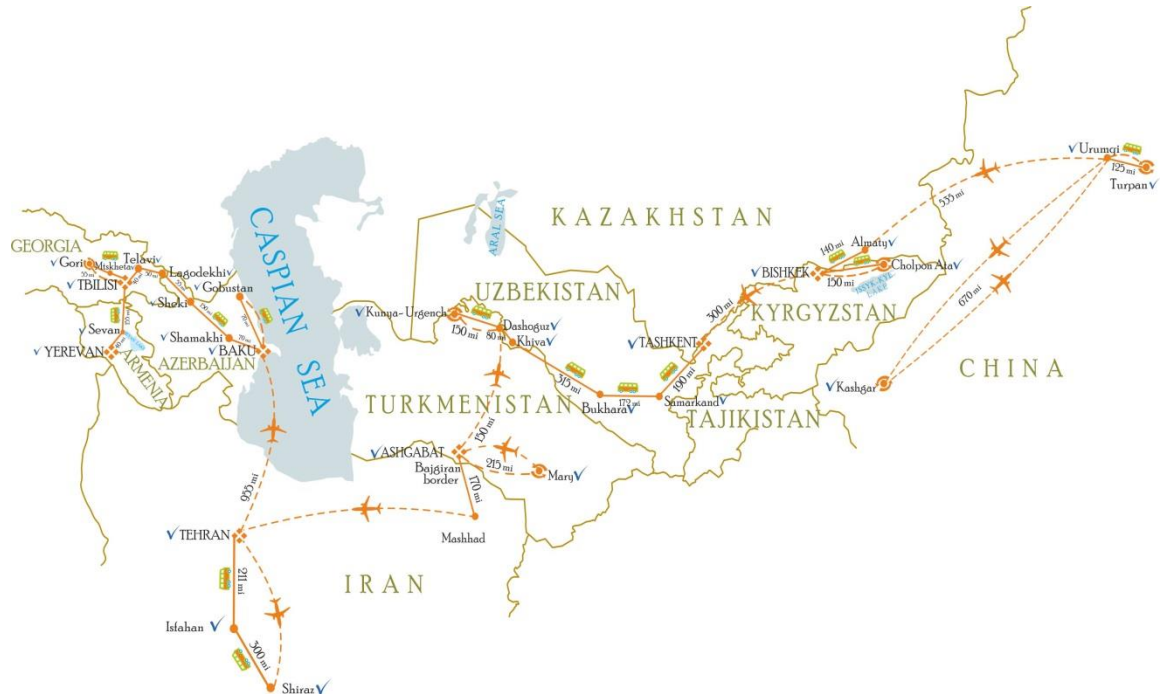 Urumqi
125 mi
Turpan
535 mi
KAZAKHSTAN
ARAL SEA
CASPIAN SEA
GEORGIA
Gori
Mtskheta
Telavi
TBILISI
Lagodekhi
Gobustan
Sheki
Sevan
Shamakhi
YEREVAN
ARMENIA
AZERBAIJAN
BAKU
140 mi
Almaty
BISHKEK
Cholpon Ata
150 mi
ISSYK-KYL
LAKE
UZBEKISTAN
300 mi
KYRGYZSTAN
670 mi
Kunya-Urgench
150 mi
80 mi
Dashoguz
Khiva
TASHKENT
190 mi
CHINA
Kashgar
315 mi
172 mi
Bukhara
Samarkand
TURKMENISTAN
TAJIKISTAN
150 mi
ASHGABAT
Bajgiran
border
215 mi
Mary
170 mi
955 mi
TEHRAN
Mashhad
211 mi
IRAN
Isfahan
300 mi
Shiraz